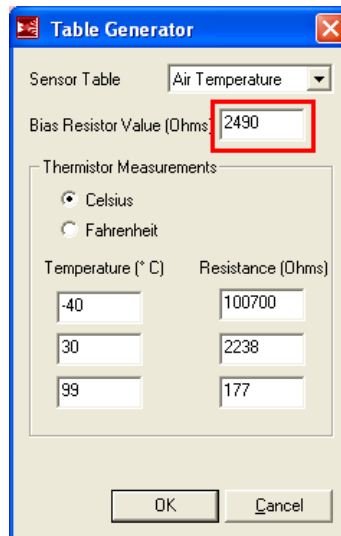 Table Generator
Sensor Table Air Temperature
Bias Resistor Value (Ohms) 2490
Thermistor Measurements
Celsius
Fahrenheit
Temperature (° C) Resistance (Ohms)
-40 100700
30 2238
99 177
OK Cancel